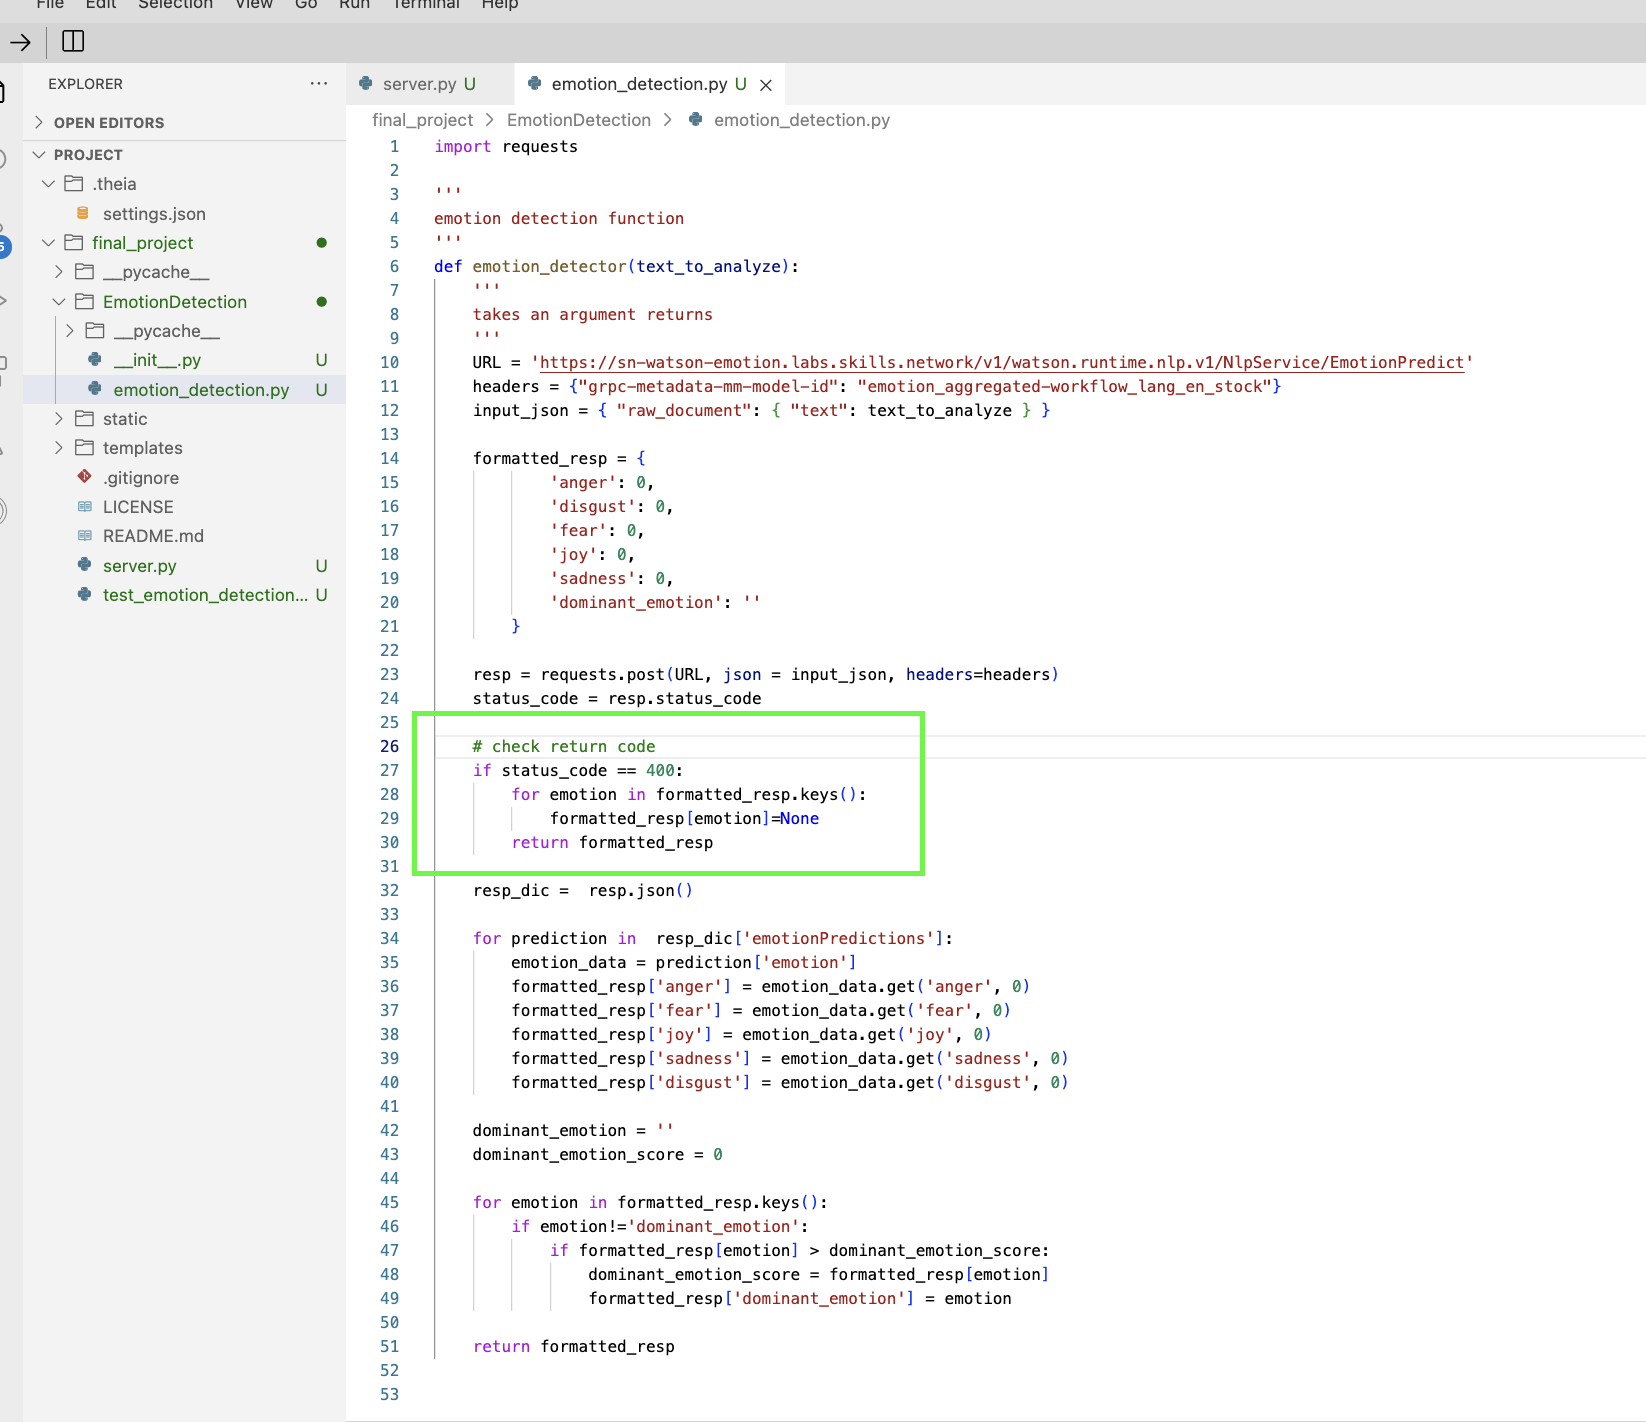 File Edit Selection View Go Run Terminal Help
EXPLORER ...
OPEN EDITORS
PROJECT
.theia
settings.json
final_project
__pycache__
EmotionDetection
__pycache__
__init__.py U
emotion_detection.py U
static
templates
.gitignore
LICENSE
README.md
server.py U
test_emotion_detection... U
5
server.py U emotion_detection.py U
final_project > EmotionDetection > emotion_detection.py
1 import requests
2
3 '''
4 emotion detection function
5 '''
6 def emotion_detector(text_to_analyze):
7 '''
8 takes an argument returns
9 '''
10 URL = 'https://sn-watson-emotion.labs.skills.network/v1/watson.runtime.nlp.v1/NlpService/EmotionPredict'
11 headers = {"grpc-metadata-mm-model-id": "emotion_aggregated-workflow_lang_en_stock"}
12 input_json = { "raw_document": { "text": text_to_analyze } }
13
14 formatted_resp = {
15 'anger': 0,
16 'disgust': 0,
17 'fear': 0,
18 'joy': 0,
19 'sadness': 0,
20 'dominant_emotion': ''
21 }
22
23 resp = requests.post(URL, json = input_json, headers=headers)
24 status_code = resp.status_code
25
26 # check return code
27 if status_code == 400:
28 for emotion in formatted_resp.keys():
29 formatted_resp[emotion]=None
30 return formatted_resp
31
32 resp_dic =  resp.json()
33
34 for prediction in  resp_dic['emotionPredictions']:
35 emotion_data = prediction['emotion']
36 formatted_resp['anger'] = emotion_data.get('anger', 0)
37 formatted_resp['fear'] = emotion_data.get('fear', 0)
38 formatted_resp['joy'] = emotion_data.get('joy', 0)
39 formatted_resp['sadness'] = emotion_data.get('sadness', 0)
40 formatted_resp['disgust'] = emotion_data.get('disgust', 0)
41
42 dominant_emotion = ''
43 dominant_emotion_score = 0
44
45 for emotion in formatted_resp.keys():
46 if emotion!='dominant_emotion':
47 if formatted_resp[emotion] > dominant_emotion_score:
48 dominant_emotion_score = formatted_resp[emotion]
49 formatted_resp['dominant_emotion'] = emotion
50
51 return formatted_resp
52
53